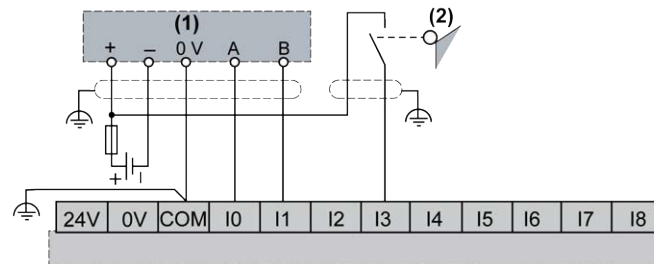 (1)
(2)
+ – 0 V A B
+ –
24V 0V COM I0 I1 I2 I3 I4 I5 I6 I7 I8